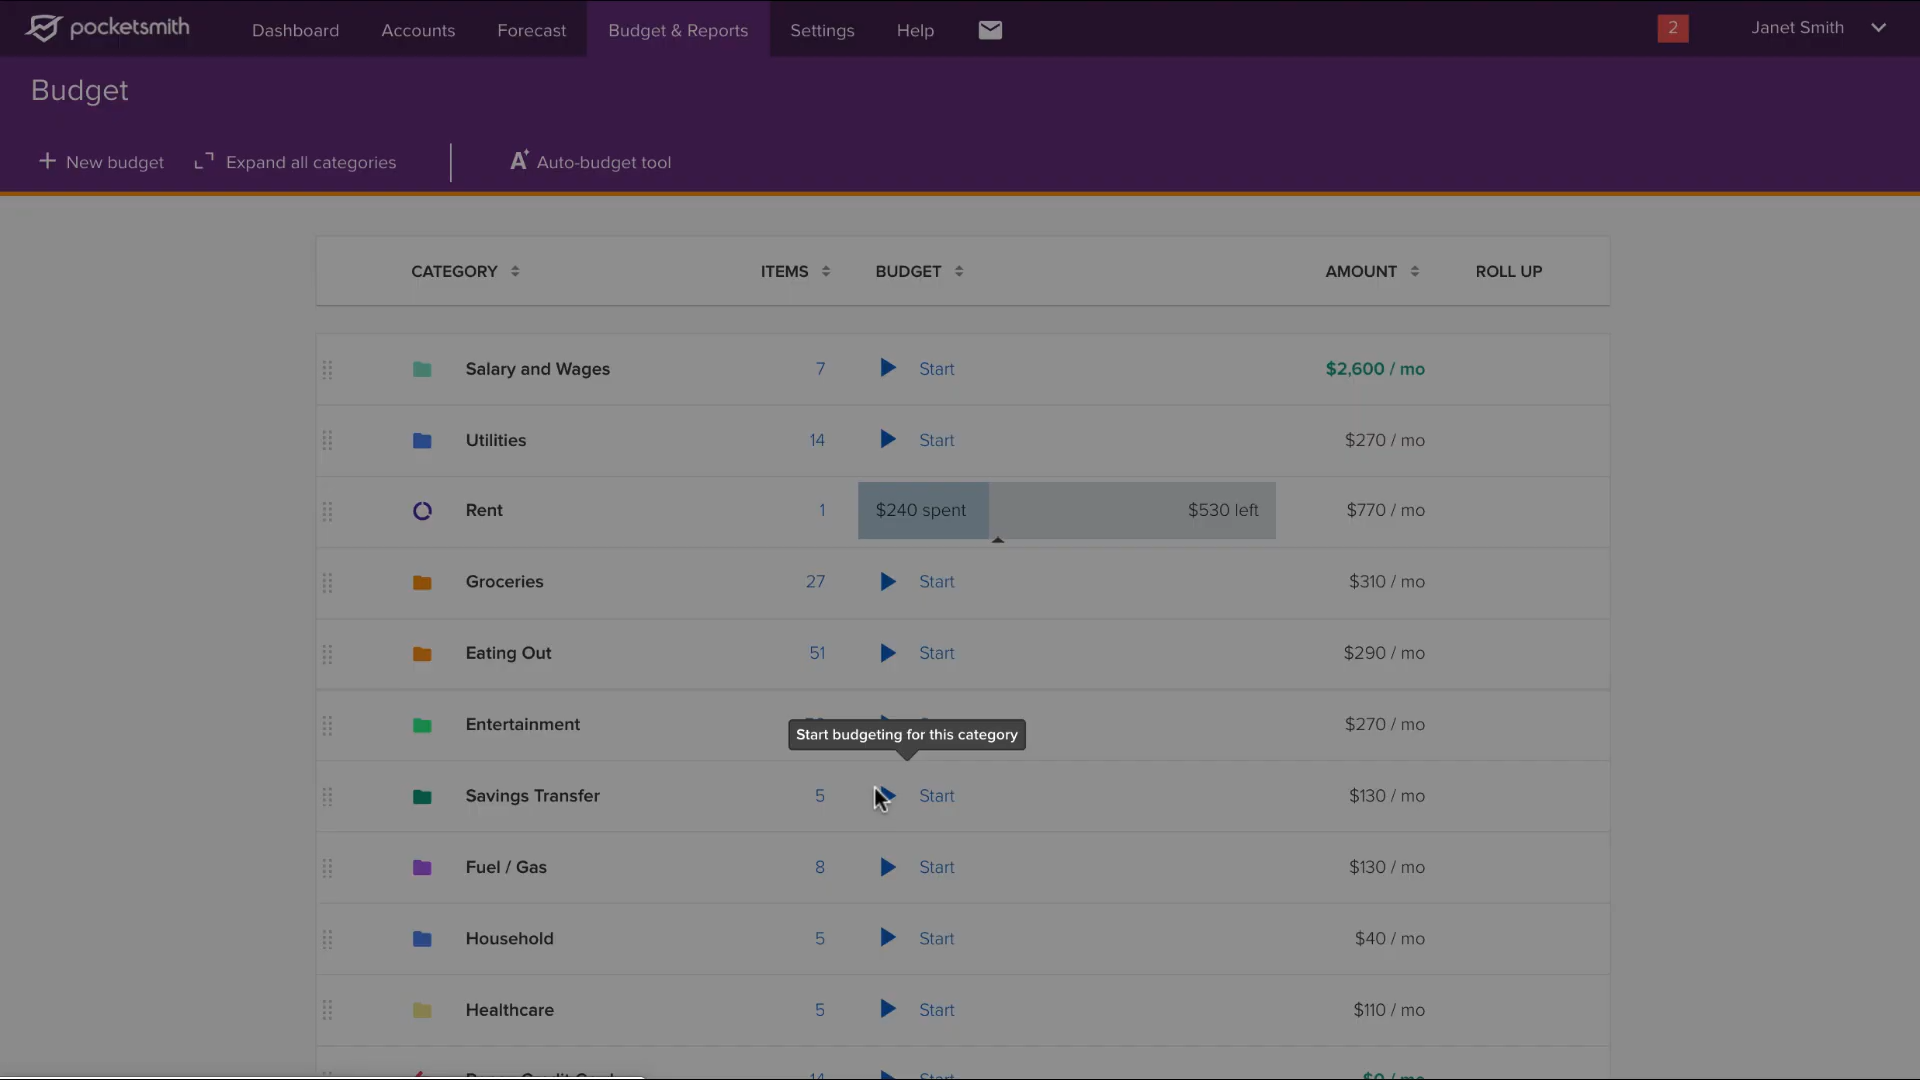 pocketsmith
Dashboard
Accounts
Forecast
Budget & Reports
Settings
Help
2
Janet Smith
Budget
New budget
Expand all categories
Auto-budget tool
CATEGORY ITEMS BUDGET AMOUNT ROLL UP
Salary and Wages 7 Start $2,600 / mo
Utilities 14 Start $270 / mo
Rent 1 $240 spent $530 left $770 / mo
Groceries 27 Start $310 / mo
Eating Out 51 Start $290 / mo
Entertainment $270 / mo
Start budgeting for this category
Savings Transfer 5 Start $130 / mo
Fuel / Gas 8 Start $130 / mo
Household 5 Start $40 / mo
Healthcare 5 Start $110 / mo
14 Start $0 / mo